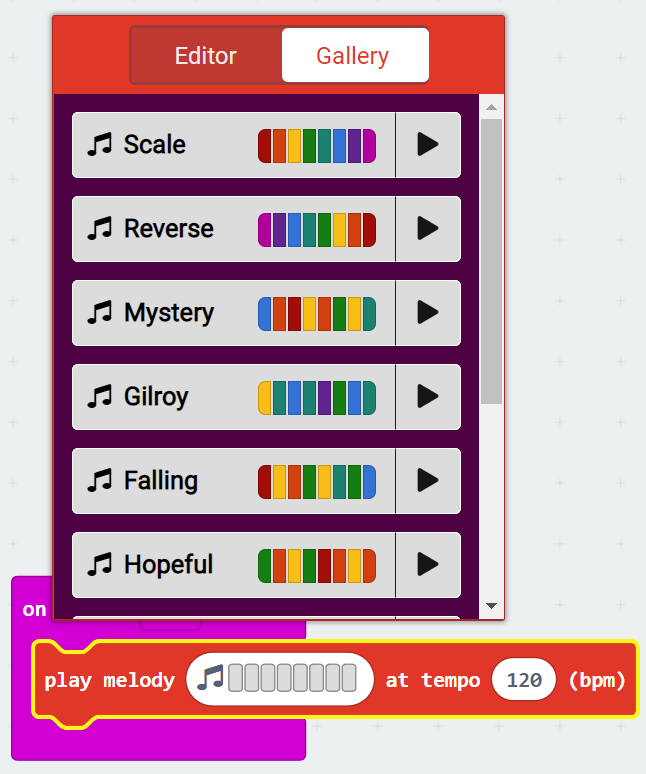 Editor Gallery
Scale
Reverse
Mystery
Gilroy
Falling
Hopeful
on
play melody at tempo 120 (bpm)